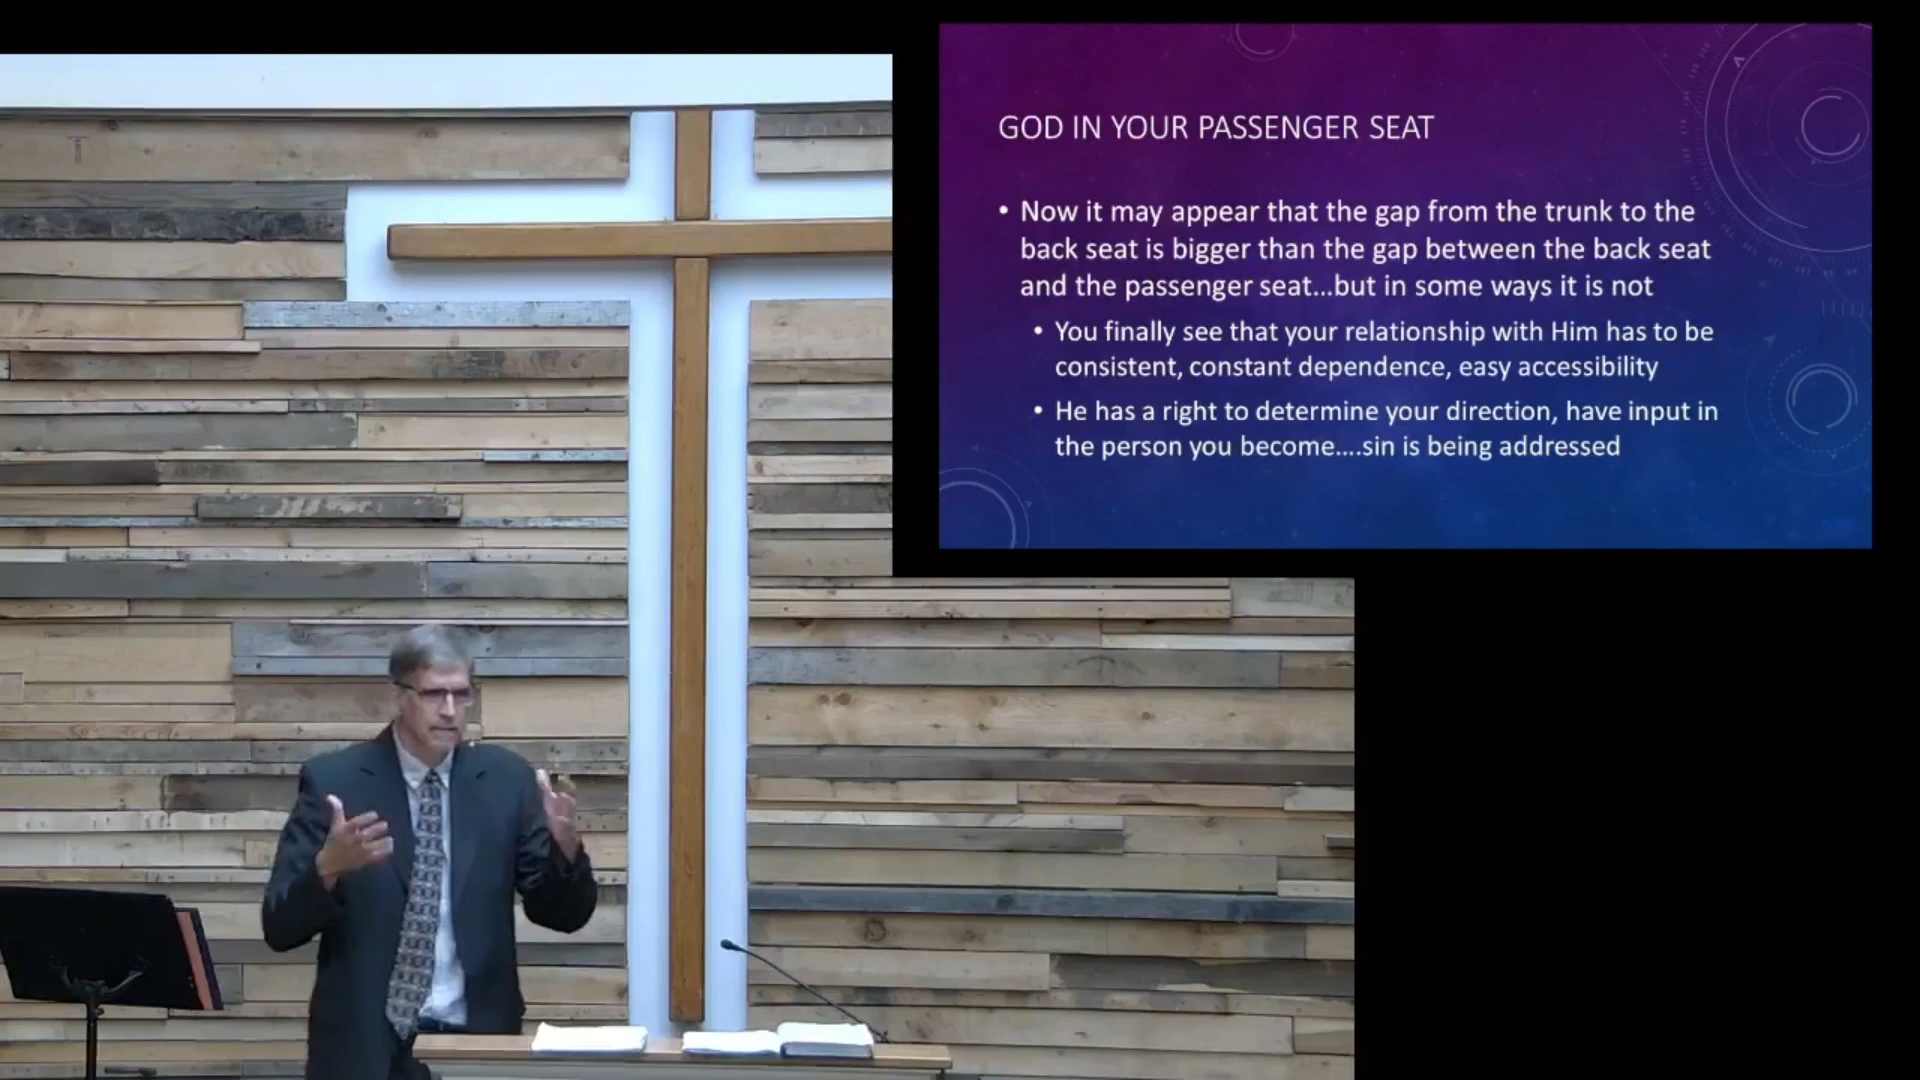 GOD IN YOUR PASSENGER SEAT
• Now it may appear that the gap from the trunk to the
back seat is bigger than the gap between the back seat
and the passenger seat...but in some ways it is not
• You finally see that your relationship with Him has to be
consistent, constant dependence, easy accessibility
• He has a right to determine your direction, have input in
the person you become....sin is being addressed